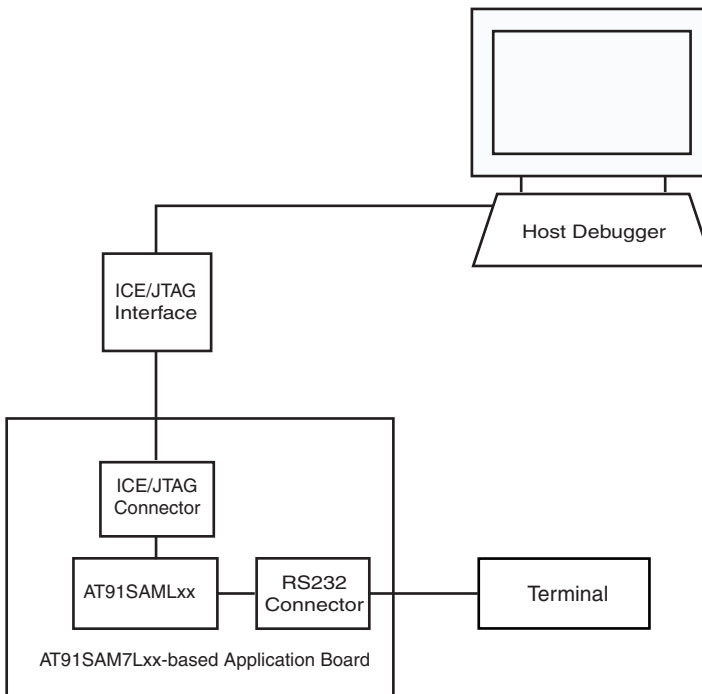 Host Debugger
ICE/JTAG
Interface
ICE/JTAG
Connector
AT91SAMLxx
RS232
Connector
Terminal
AT91SAM7Lxx-based Application Board